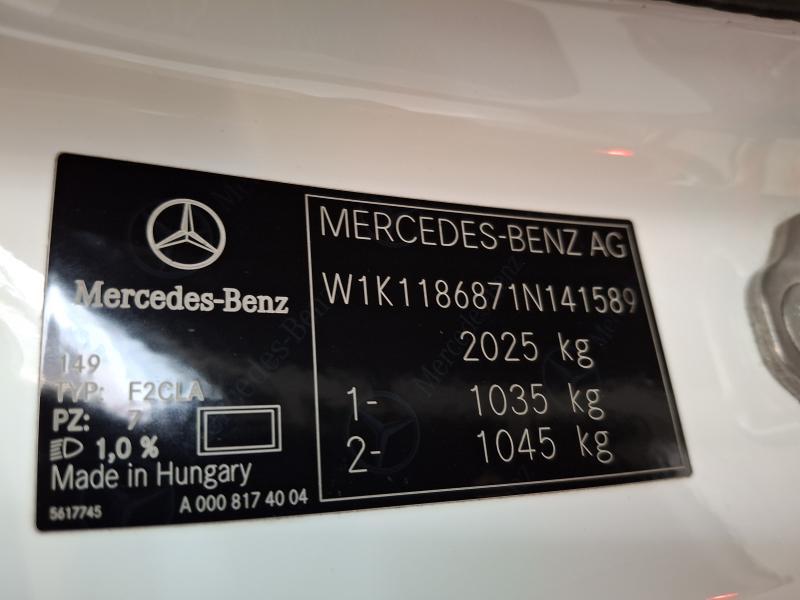 Mercedes-Benz
149
TYP: F2CLA
PZ: 7
1,0 %
Made in Hungary
5617745
A 000 817 40 04
MERCEDES-BENZ AG
W1K1186871N141589
2025 kg
1- 1035 kg
2- 1045 kg